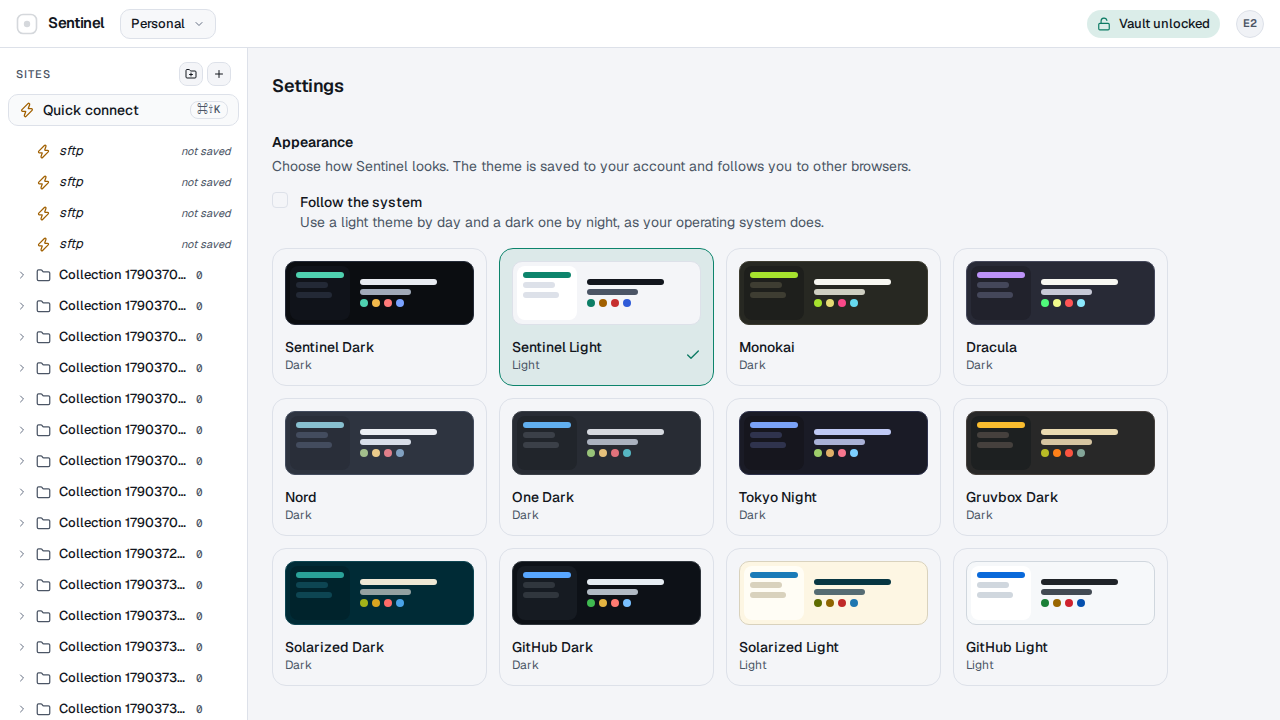 Sentinel
Personal
Vault unlocked
E2
SITES
Quick connect
⌘⇧K
sftp not saved
sftp not saved
sftp not saved
sftp not saved
Collection 1790370... 0
Collection 1790370... 0
Collection 1790370... 0
Collection 1790370... 0
Collection 1790370... 0
Collection 1790370... 0
Collection 1790370... 0
Collection 1790370... 0
Collection 1790370... 0
Collection 1790372... 0
Collection 1790373... 0
Collection 1790373... 0
Collection 1790373... 0
Collection 1790373... 0
Collection 1790373... 0
Settings
Appearance
Choose how Sentinel looks. The theme is saved to your account and follows you to other browsers.
Follow the system
Use a light theme by day and a dark one by night, as your operating system does.
Sentinel Dark
Dark
Sentinel Light
Light
Monokai
Dark
Dracula
Dark
Nord
Dark
One Dark
Dark
Tokyo Night
Dark
Gruvbox Dark
Dark
Solarized Dark
Dark
GitHub Dark
Dark
Solarized Light
Light
GitHub Light
Light